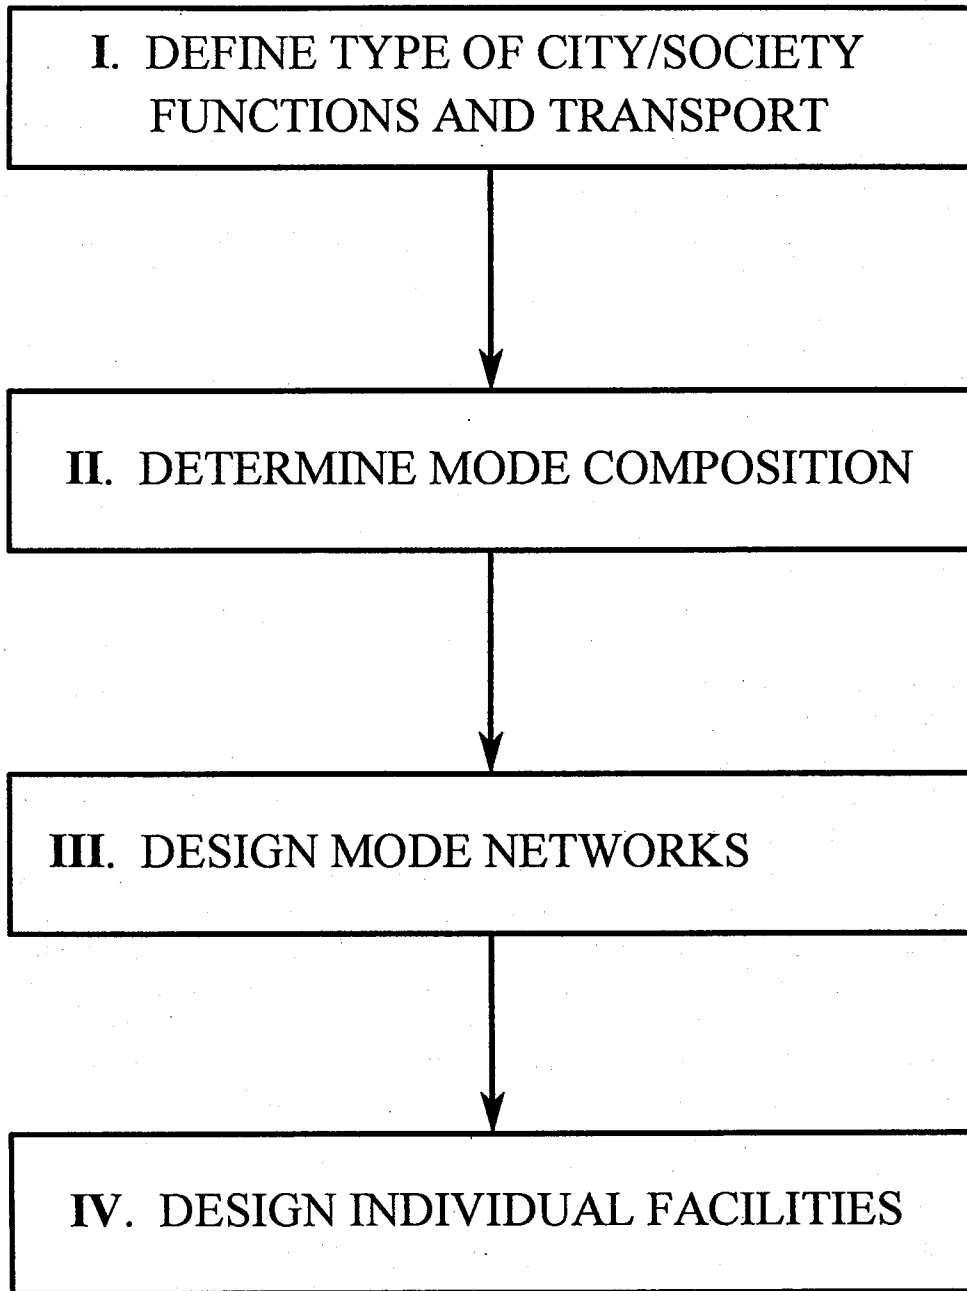 I. DEFINE TYPE OF CITY/SOCIETY
FUNCTIONS AND TRANSPORT
II. DETERMINE MODE COMPOSITION
III. DESIGN MODE NETWORKS
IV. DESIGN INDIVIDUAL FACILITIES